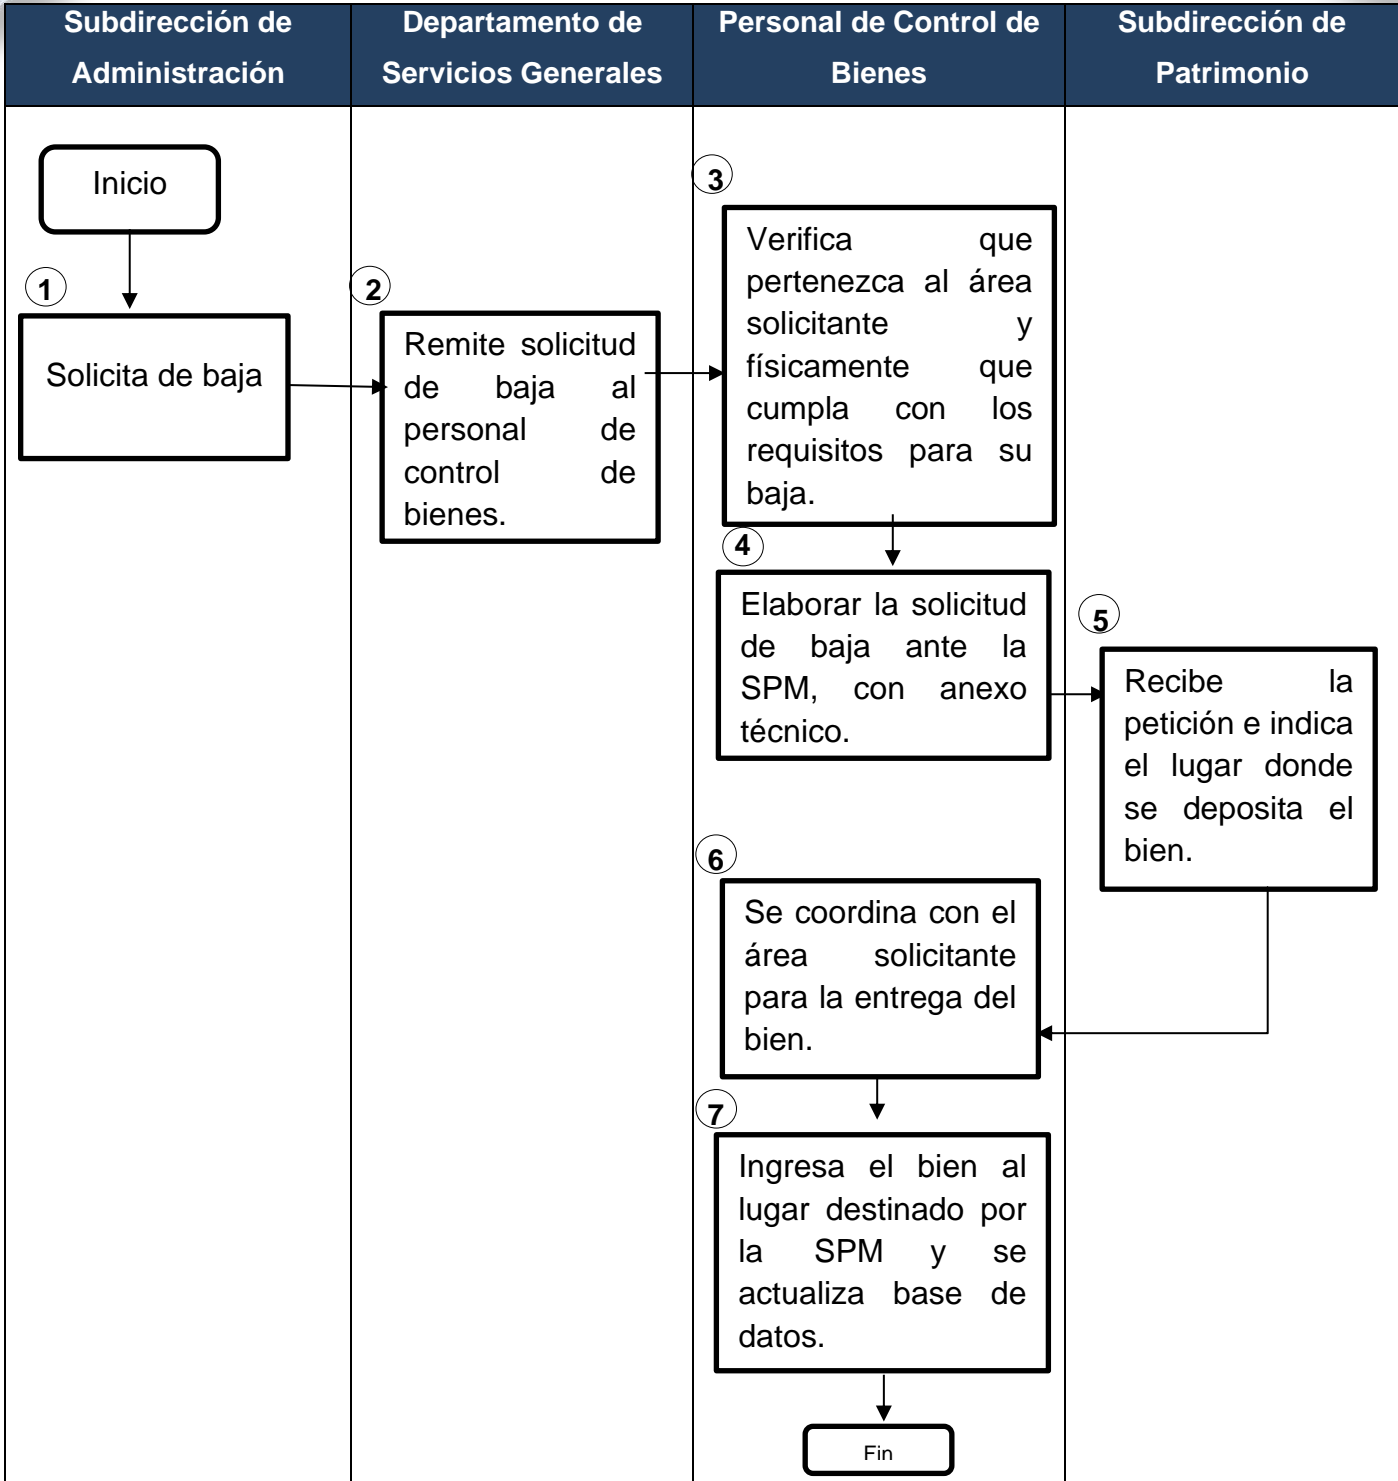 Subdirección de
Administración
Departamento de
Servicios Generales
Personal de Control de
Bienes
Subdirección de
Patrimonio
Inicio
1
Solicita de baja
2
Remite solicitud
de baja al
personal de
control de
bienes.
3
Verifica que
pertenezca al área
solicitante y
físicamente que
cumpla con los
requisitos para su
baja.
4
Elaborar la solicitud
de baja ante la
SPM, con anexo
técnico.
5
Recibe la
petición e indica
el lugar donde
se deposita el
bien.
6
Se coordina con el
área solicitante
para la entrega del
bien.
7
Ingresa el bien al
lugar destinado por
la SPM y se
actualiza base de
datos.
Fin